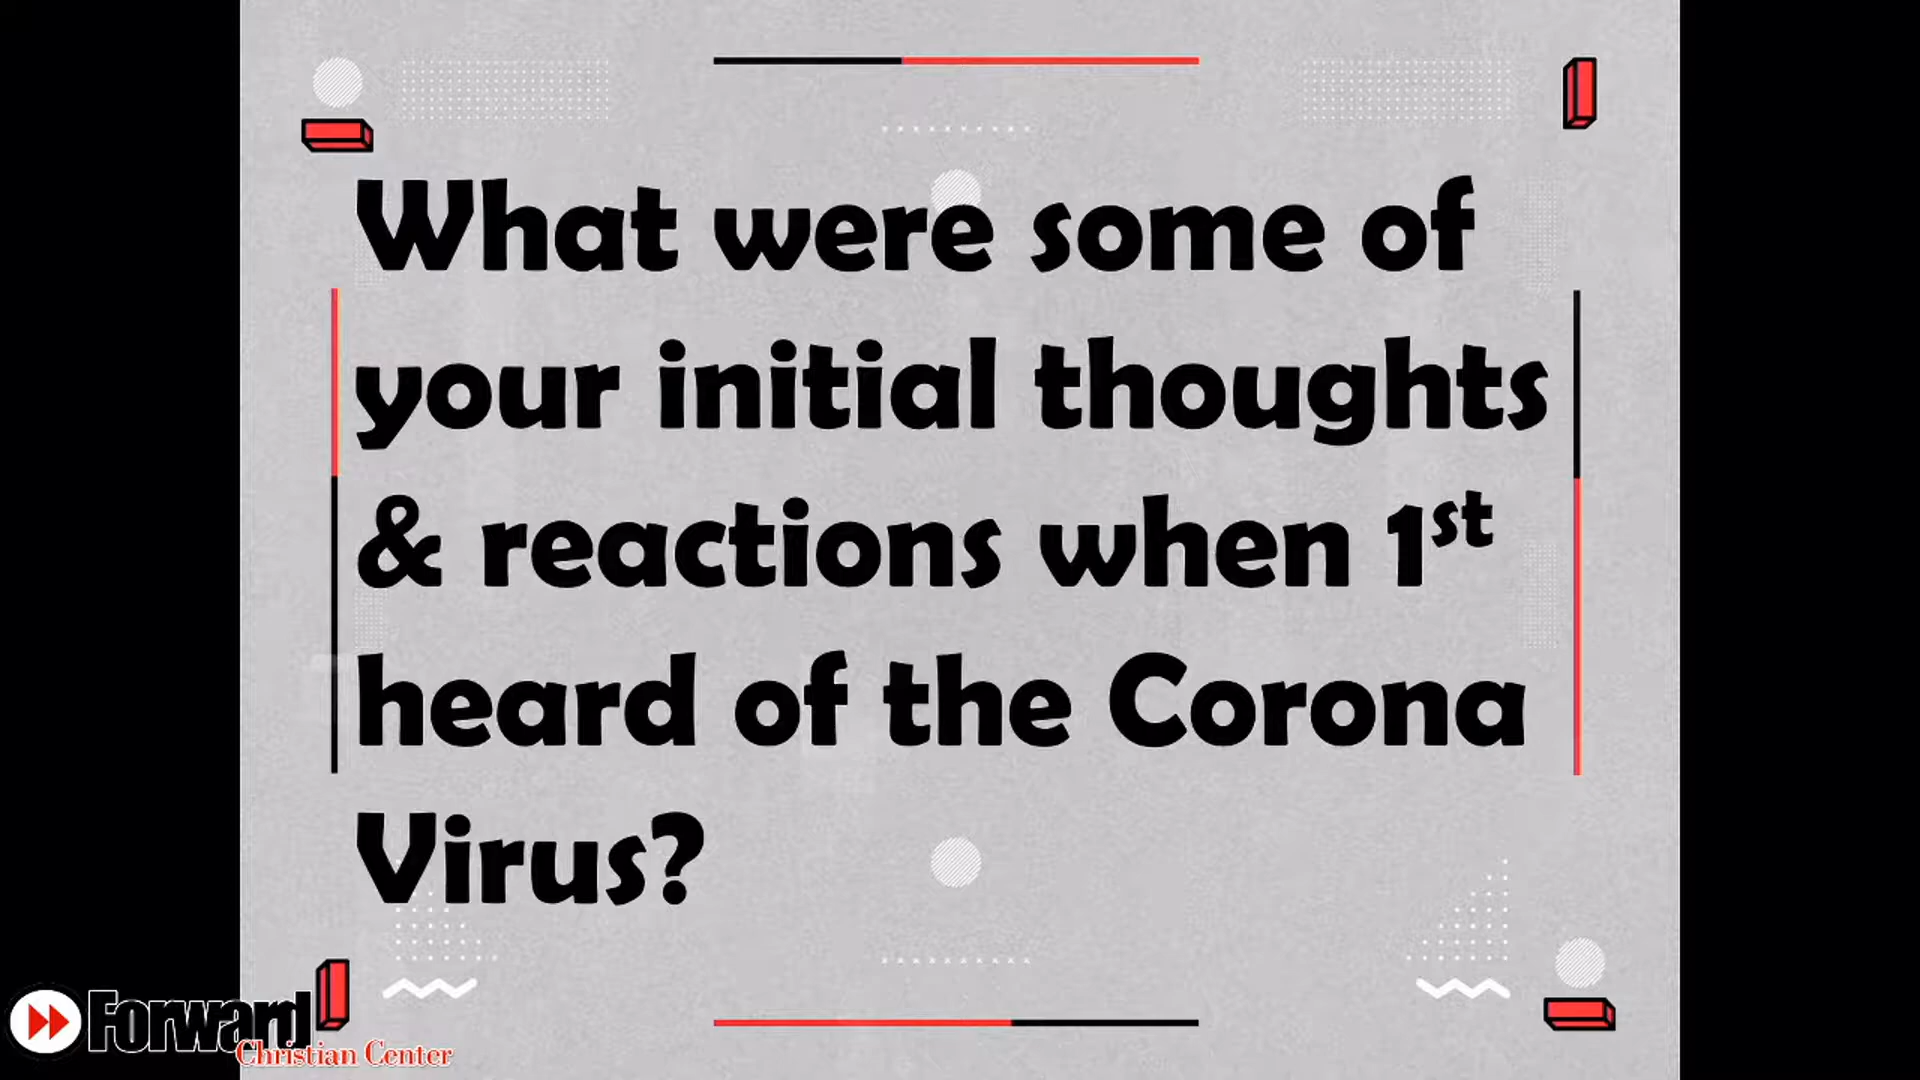 What were some of
your initial thoughts
& reactions when 1st
heard of the Corona
Virus?
Forward
Christian Center